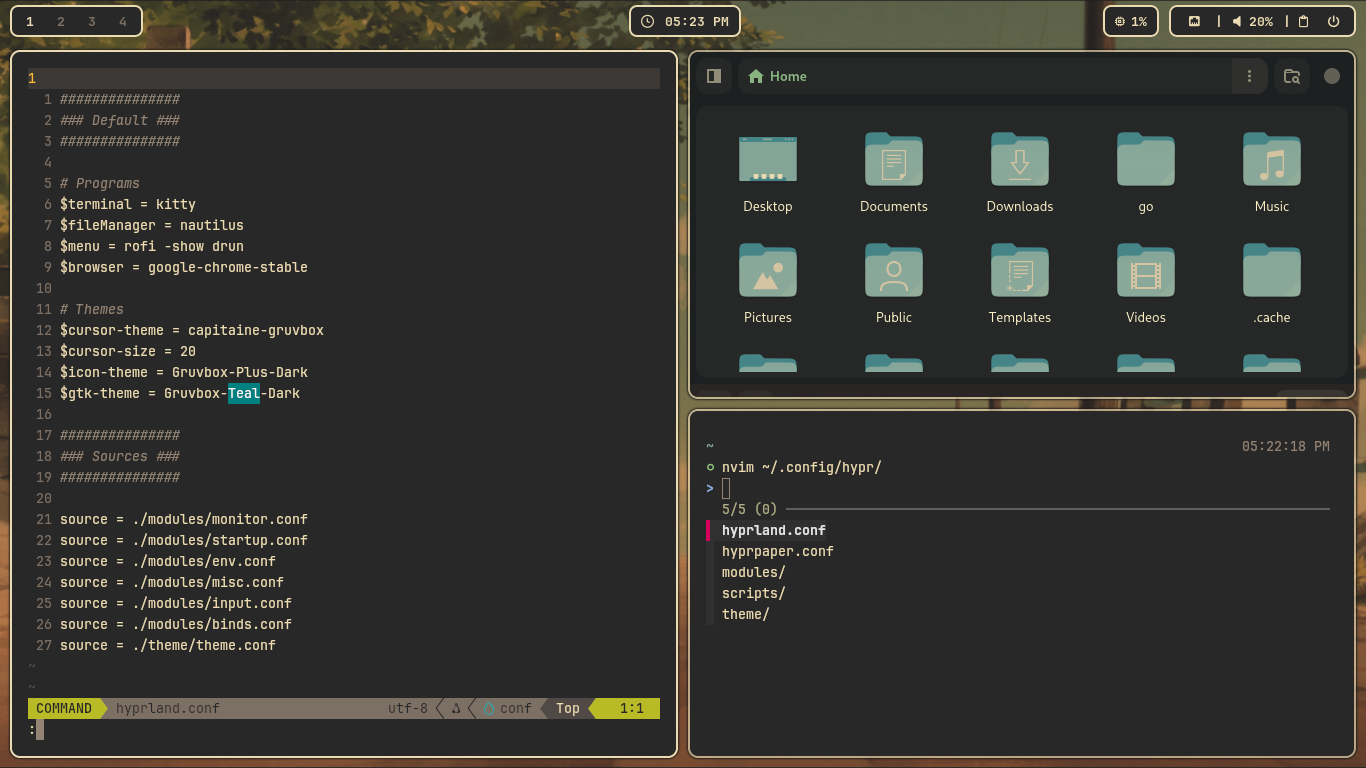 1 2 3 4
05:23 PM
1%
| 20% |
1
1 ###############
2 ### Default ###
3 ###############
4
5 # Programs
6 $terminal = kitty
7 $fileManager = nautilus
8 $menu = rofi -show drun
9 $browser = google-chrome-stable
10
11 # Themes
12 $cursor-theme = capitaine-gruvbox
13 $cursor-size = 20
14 $icon-theme = Gruvbox-Plus-Dark
15 $gtk-theme = Gruvbox-Teal-Dark
16
17 ###############
18 ### Sources ###
19 ###############
20
21 source = ./modules/monitor.conf
22 source = ./modules/startup.conf
23 source = ./modules/env.conf
24 source = ./modules/misc.conf
25 source = ./modules/input.conf
26 source = ./modules/binds.conf
27 source = ./theme/theme.conf
~
~
COMMAND hyprland.conf utf-8 conf Top 1:1
:
Home
Desktop Documents Downloads go Music
Pictures Public Templates Videos .cache
~ 05:22:18 PM
nvim ~/.config/hypr/
>
5/5 (0)
hyprland.conf
hyprpaper.conf
modules/
scripts/
theme/